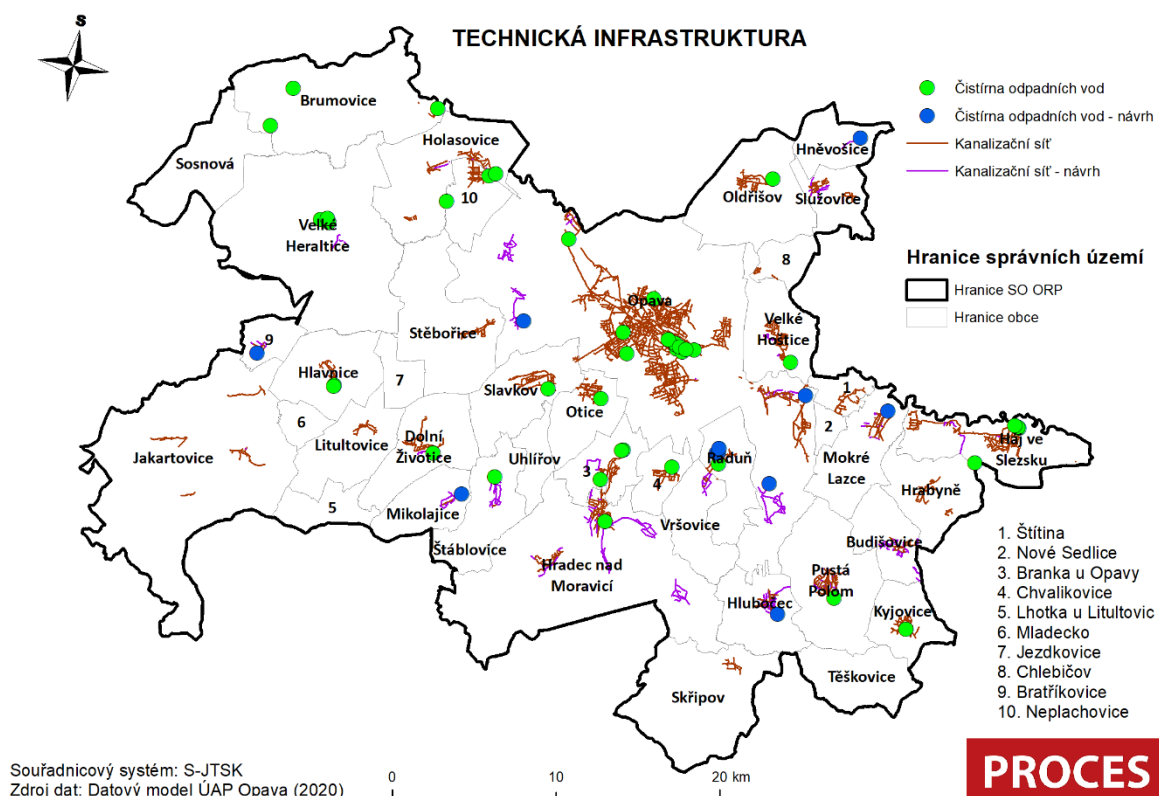 S
TECHNICKÁ INFRASTRUKTURA
Čistírna odpadních vod
Čistírna odpadních vod - návrh
Kanalizační síť
Kanalizační síť - návrh
Hranice správních území
Hranice SO ORP
Hranice obce
Brumovice
Holasovice
Sosnová
10
Velké
Heraltice
Hněvošice
Oldřišov
Služovice
8
Opava
Stěbořice
Velké
Hoštice
9
Hlavnice
7
Slavkov
Otice
1
2
6
Litultovice
Dolní
Životice
Jakartovice
Uhlířov
3
4
Raduň
Mokré
Lazce
Háj ve
Slezsku
Hrabyně
5
Mikolajice
Vršovice
Štáblovice
Hradec nad
Moravicí
Budišovice
Pustá
Polom
Hlubočec
Kyjovice
Skřipov
Těškovice
1. Štítina
2. Nové Sedlice
3. Branka u Opavy
4. Chvalikovice
5. Lhotka u Litultovic
6. Mladecko
7. Jezdkovice
8. Chlebičov
9. Bratříkovice
10. Neplachovice
Souřadnicový systém: S-JTSK
Zdroj dat: Datový model ÚAP Opava (2020)
0 10 20 km
PROCES